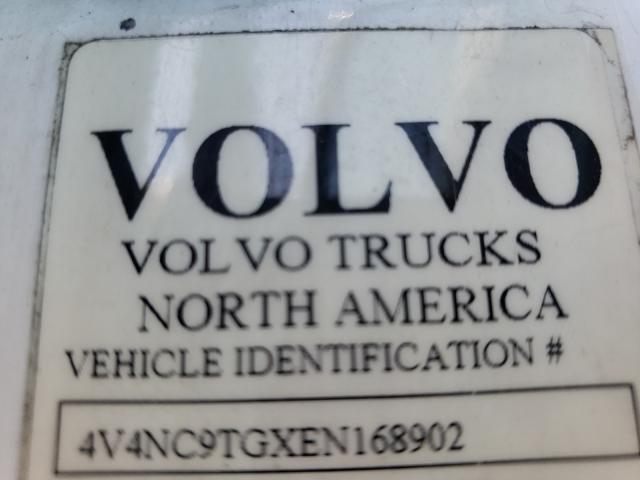 VOLVO
VOLVO TRUCKS
NORTH AMERICA
VEHICLE IDENTIFICATION #
4V4NC9TGXEN168902